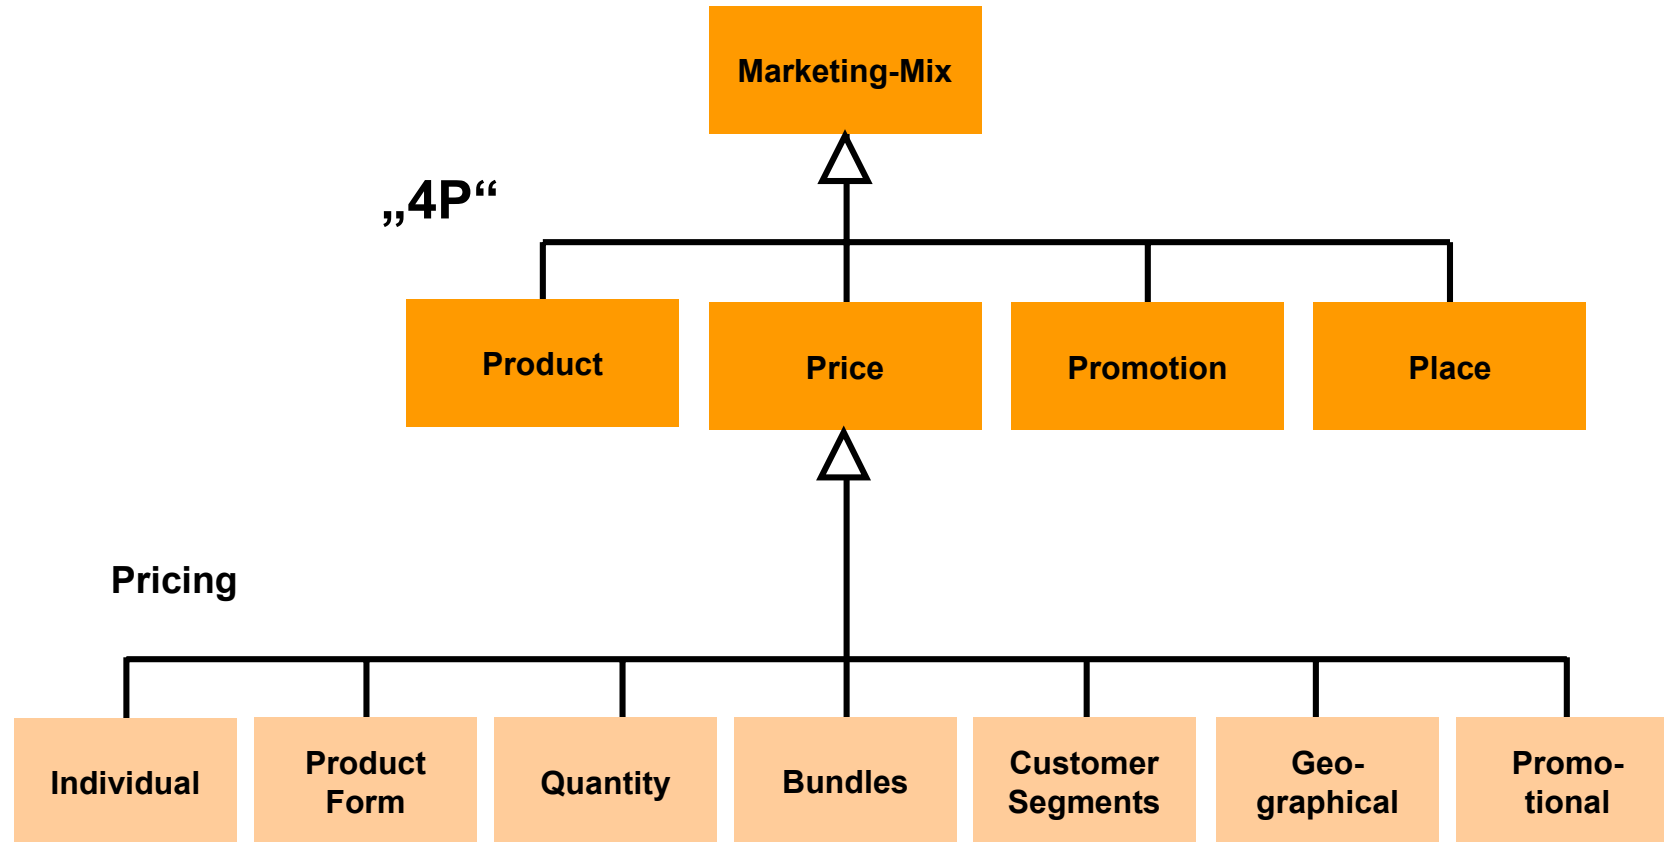 Marketing-Mix
„4P“
Product
Price
Promotion
Place
Pricing
Individual
Product
Form
Quantity
Bundles
Customer
Segments
Geo-
graphical
Promo-
tional